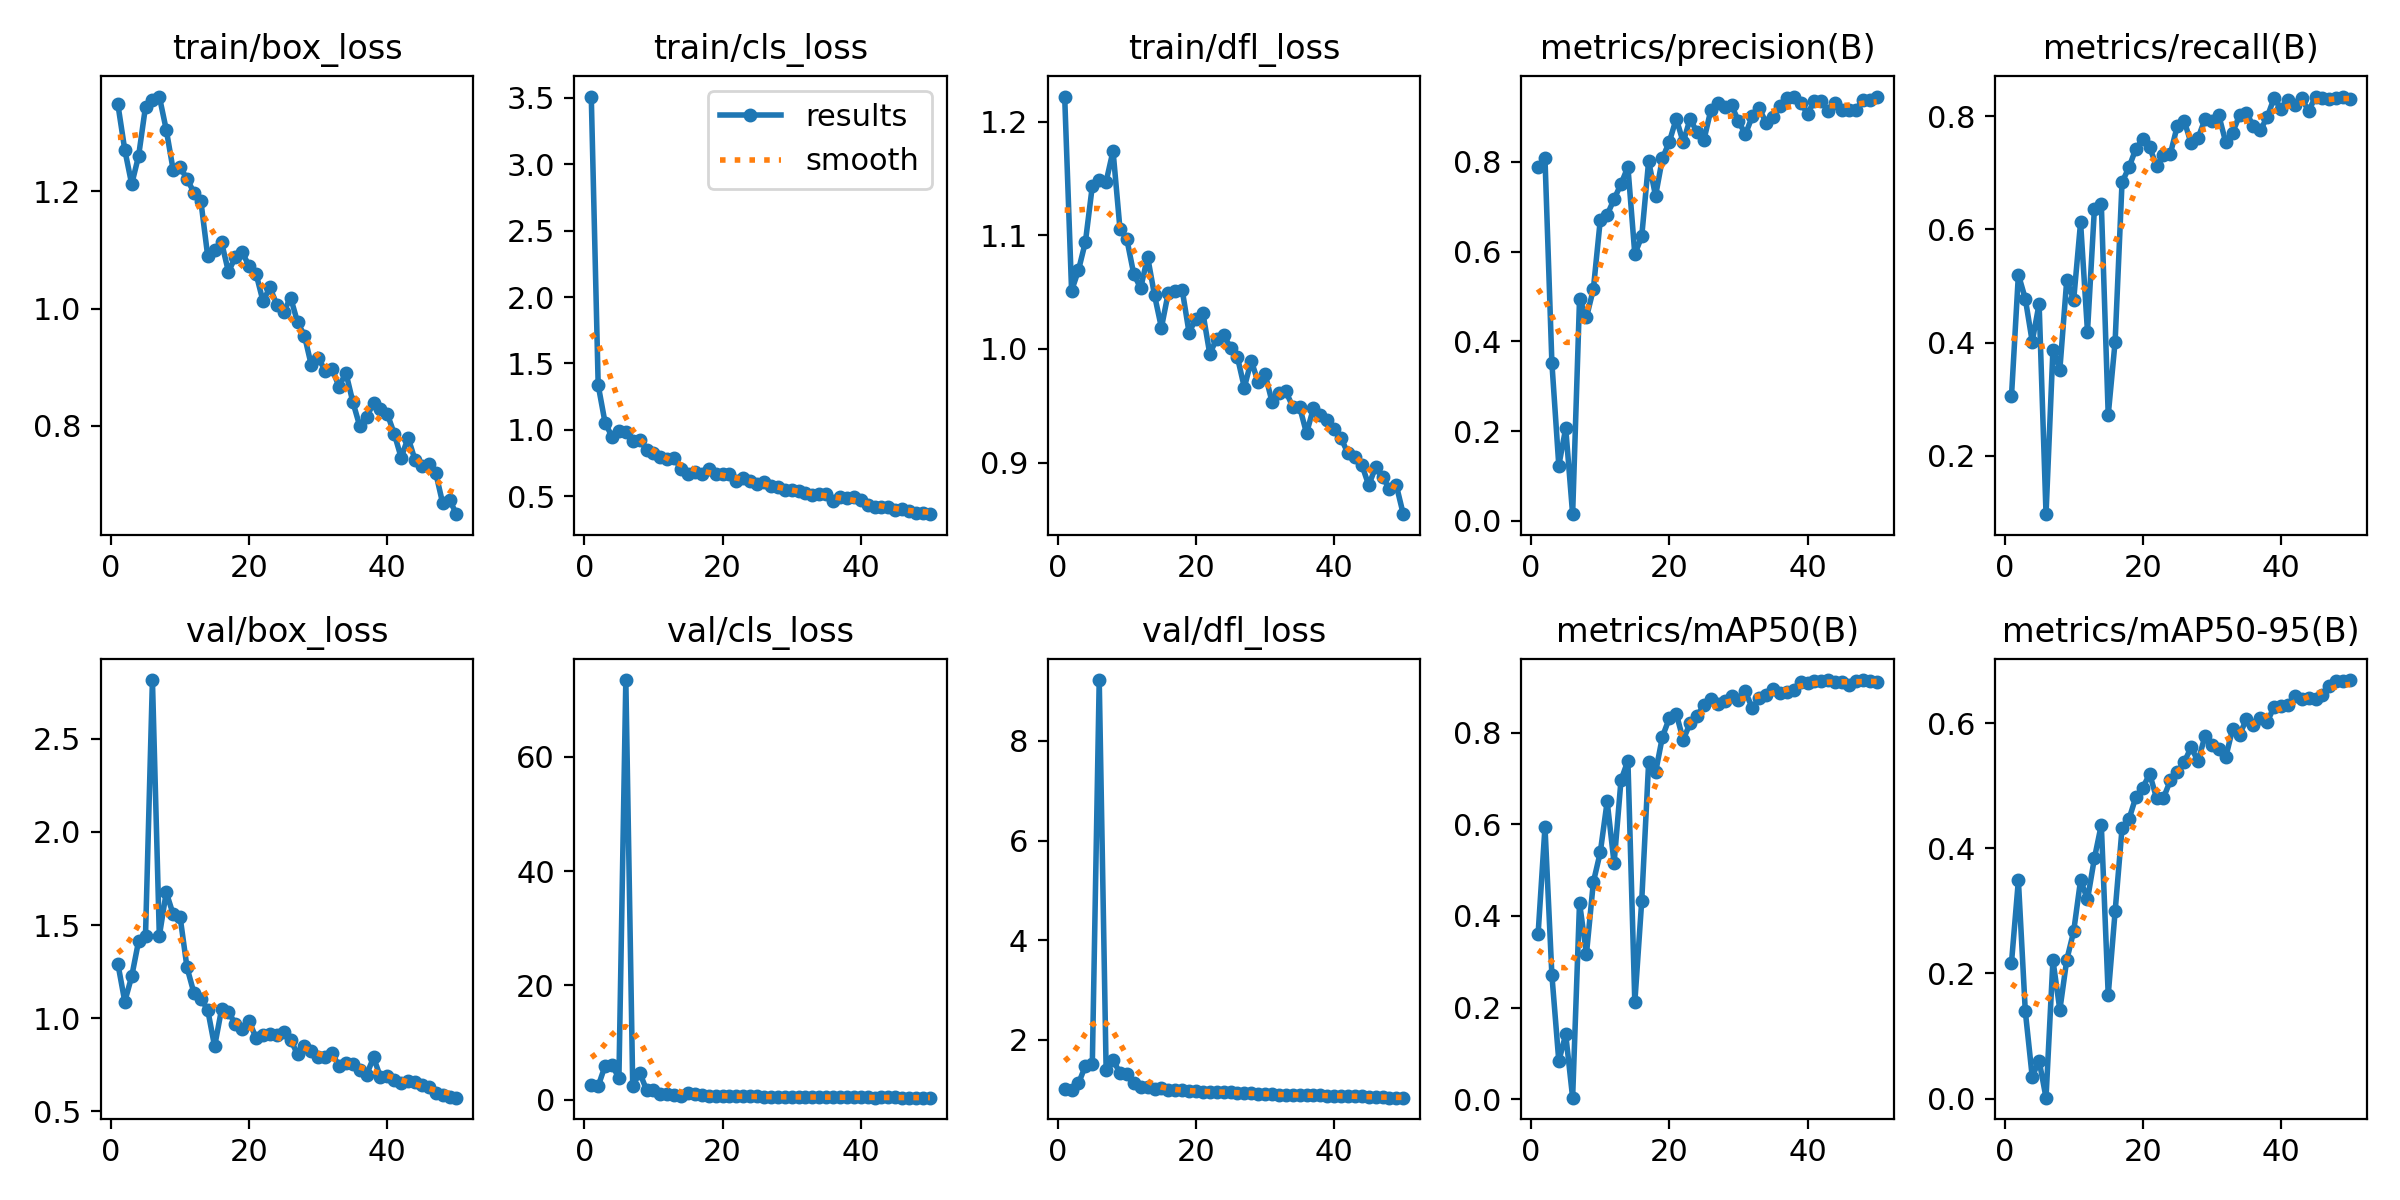 train/box_loss
1.2
1.0
0.8
0 20 40
train/cls_loss
3.5
3.0
2.5
2.0
1.5
1.0
0.5
results
smooth
0 20 40
train/dfl_loss
1.2
1.1
1.0
0.9
0 20 40
metrics/precision(B)
0.8
0.6
0.4
0.2
0.0
0 20 40
metrics/recall(B)
0.8
0.6
0.4
0.2
0 20 40
val/box_loss
2.5
2.0
1.5
1.0
0.5
0 20 40
val/cls_loss
60
40
20
0
0 20 40
val/dfl_loss
8
6
4
2
0 20 40
metrics/mAP50(B)
0.8
0.6
0.4
0.2
0.0
0 20 40
metrics/mAP50-95(B)
0.6
0.4
0.2
0.0
0 20 40